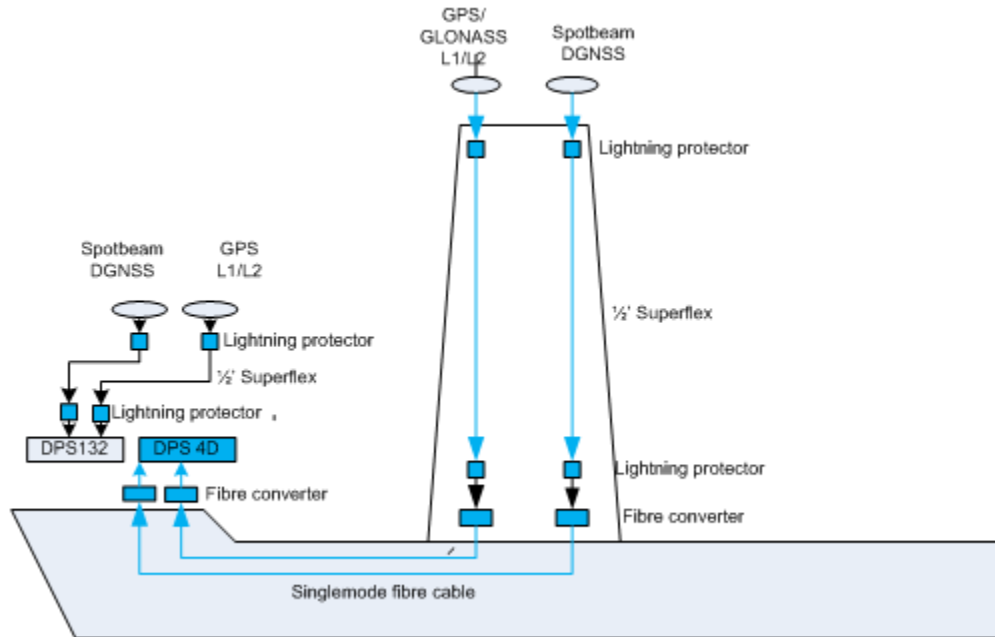 GPS/
GLONASS
L1/L2
Spotbeam
DGNSS
Lightning protector
Spotbeam
DGNSS
GPS
L1/L2
½' Superflex
Lightning protector
½' Superflex
Lightning protector
DPS132
DPS 4D
Lightning protector
Fibre converter
Fibre converter
Singlemode fibre cable